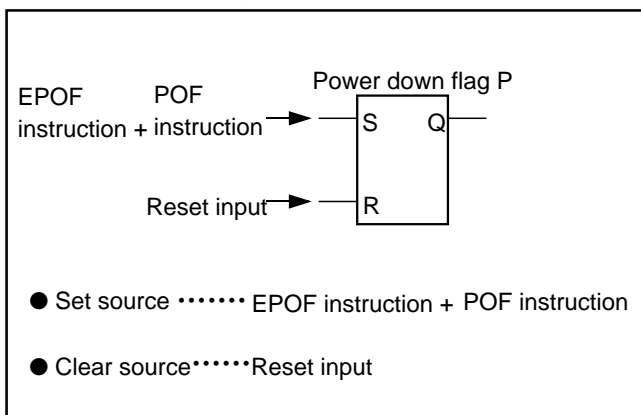 Power down flag P
EPOF instruction + POF instruction
S Q
Reset input
R
● Set source ······· EPOF instruction + POF instruction
● Clear source ······ Reset input